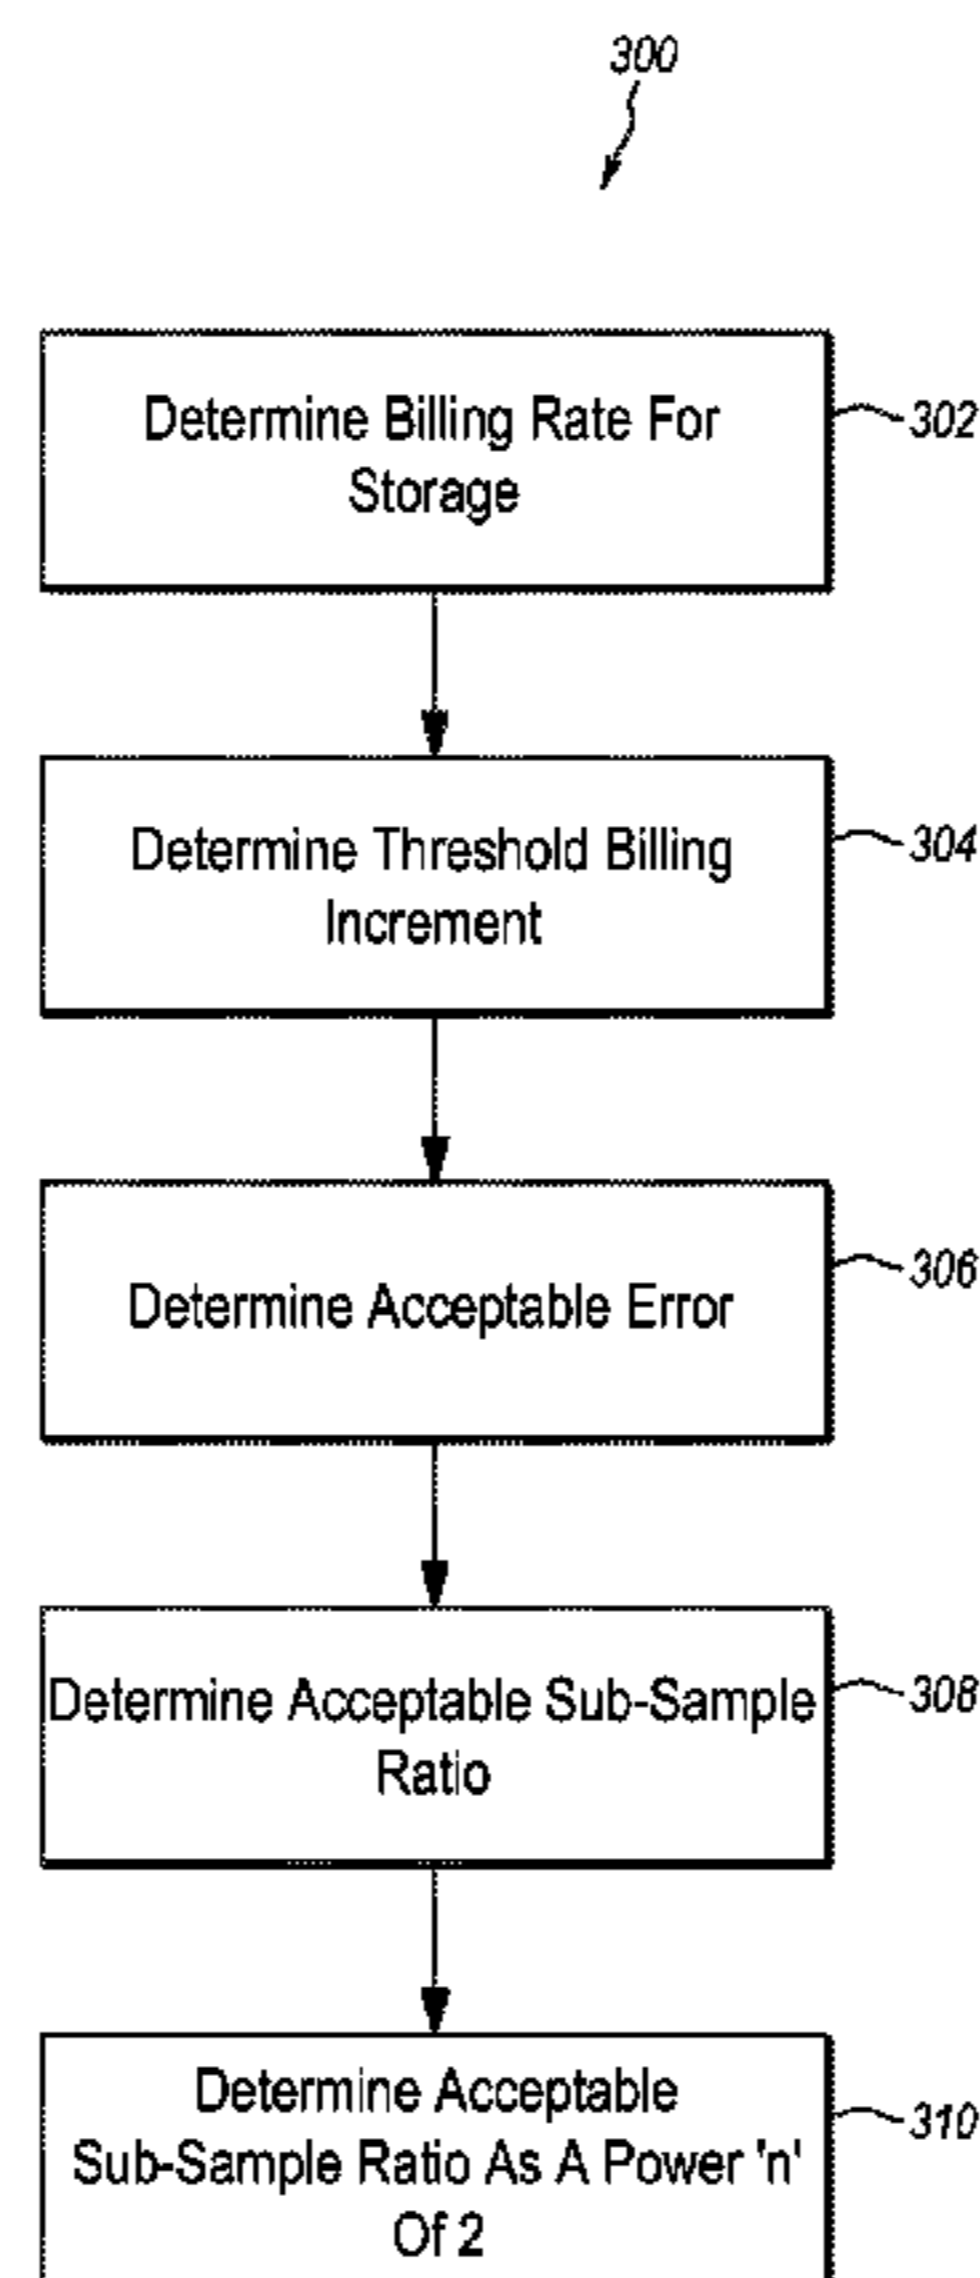 300
Determine Billing Rate For
Storage
302
Determine Threshold Billing
Increment
304
Determine Acceptable Error
306
Determine Acceptable Sub-Sample
Ratio
308
Determine Acceptable
Sub-Sample Ratio As A Power 'n'
Of 2
310